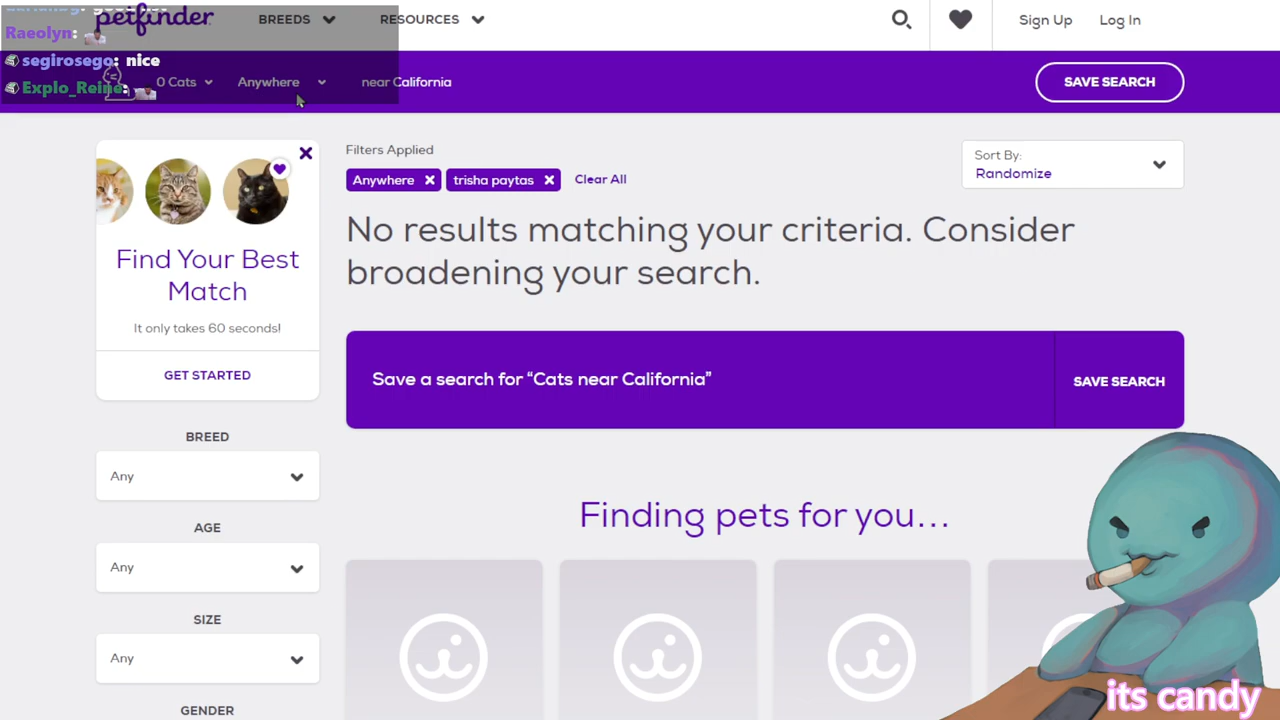 petfinder
BREEDS
RESOURCES
Sign Up
Log In
Raeolyn:
segirosego: nice
Explo_Reine:
0 Cats
Anywhere
near California
SAVE SEARCH
Find Your Best
Match
It only takes 60 seconds!
GET STARTED
BREED
Any
AGE
Any
SIZE
Any
GENDER
Filters Applied
Anywhere
trisha paytas
Clear All
Sort By:
Randomize
No results matching your criteria. Consider
broadening your search.
Save a search for “Cats near California”
SAVE SEARCH
Finding pets for you...
its candy